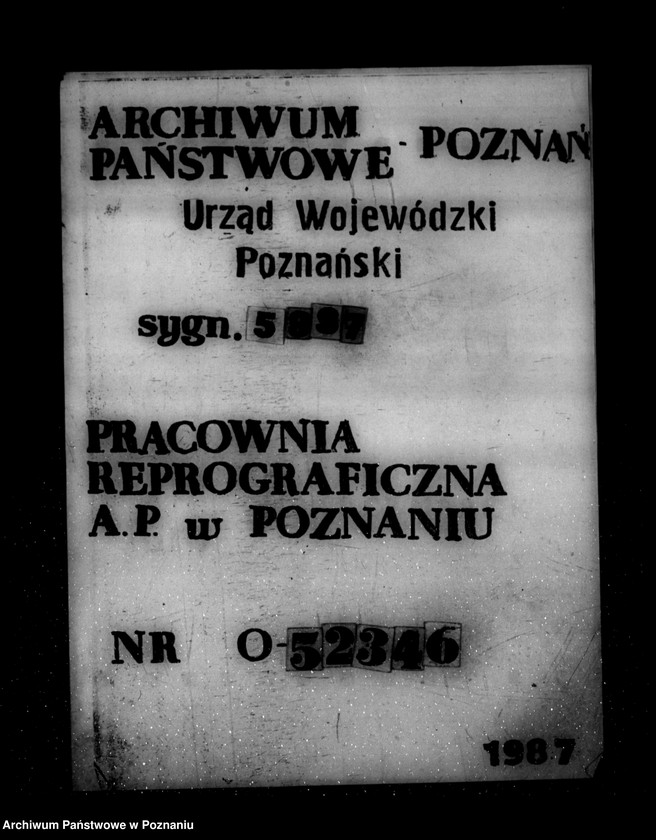 ARCHIWUM
PAŃSTWOWE - POZNAŃ
Urząd Wojewódzki
Poznański
sygn.
PRACOWNIA
REPROGRAFICZNA
A.P. w POZNANIU
NR O-52346
1987
Archiwum Państwowe w Poznaniu